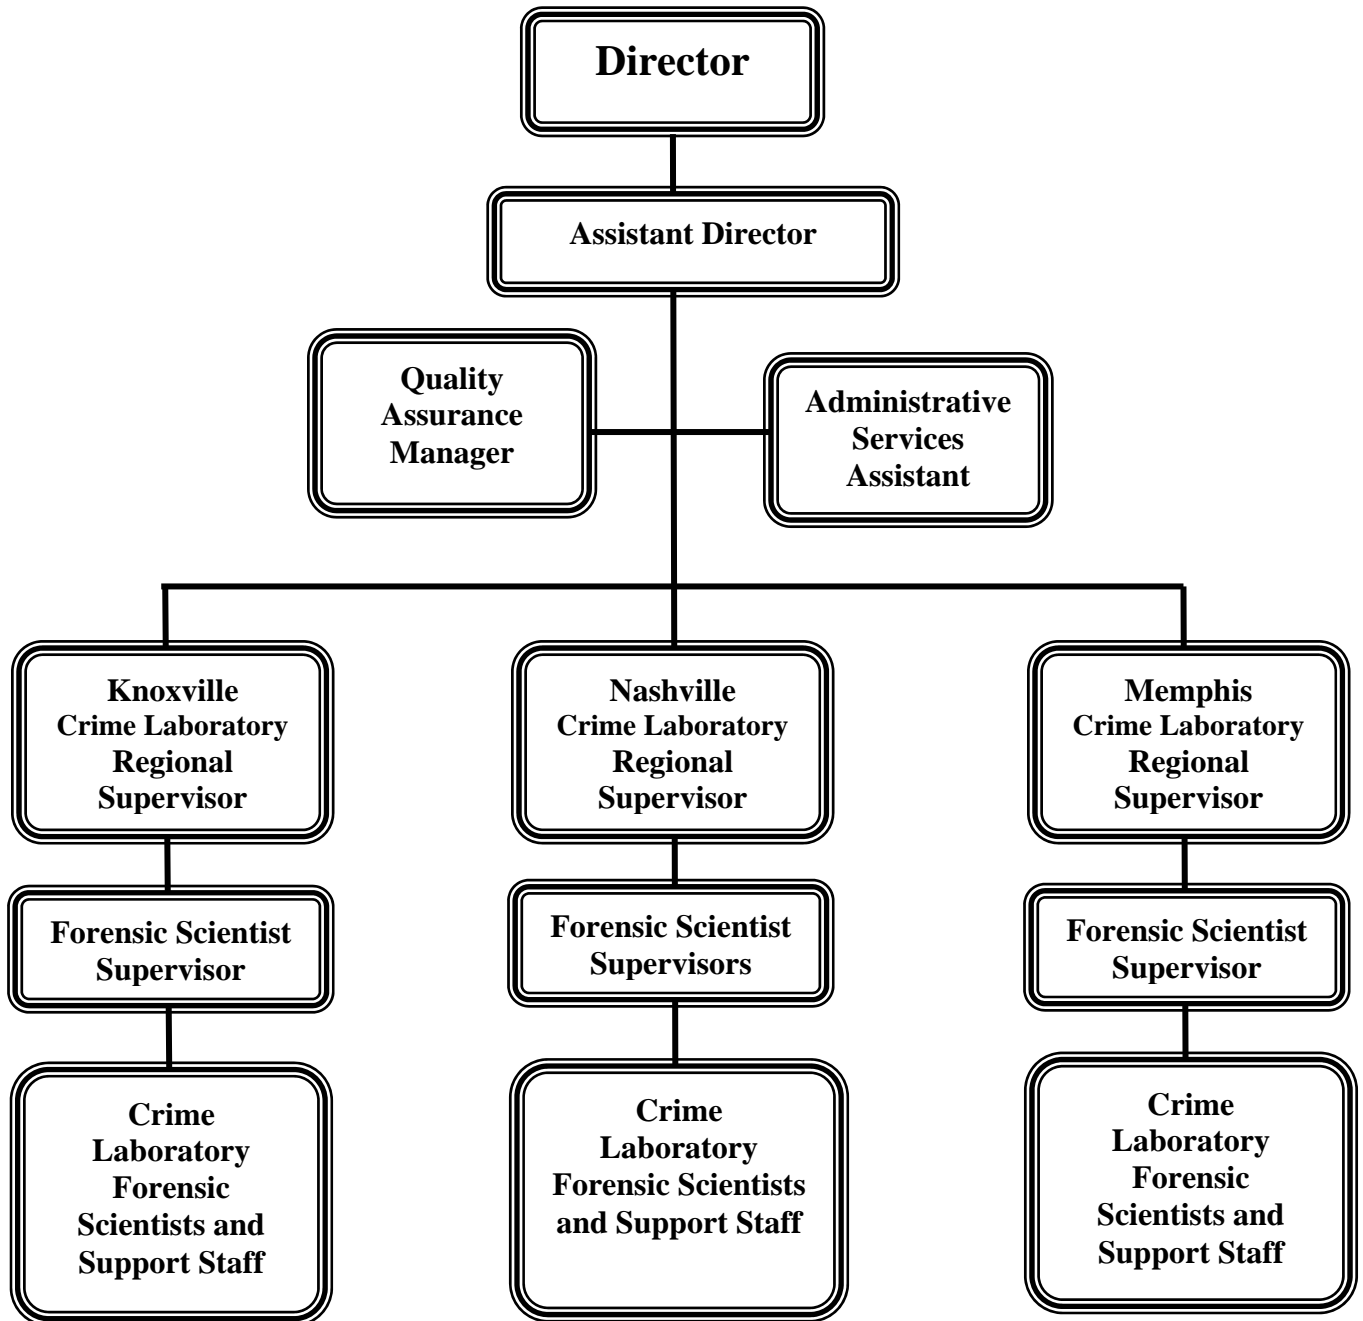 Director
Assistant Director
Quality
Assurance
Manager
Administrative
Services
Assistant
Knoxville
Crime Laboratory
Regional
Supervisor
Nashville
Crime Laboratory
Regional
Supervisor
Memphis
Crime Laboratory
Regional
Supervisor
Forensic Scientist
Supervisor
Forensic Scientist
Supervisors
Forensic Scientist
Supervisor
Crime
Laboratory
Forensic
Scientists and
Support Staff
Crime
Laboratory
Forensic Scientists
and Support Staff
Crime
Laboratory
Forensic
Scientists and
Support Staff